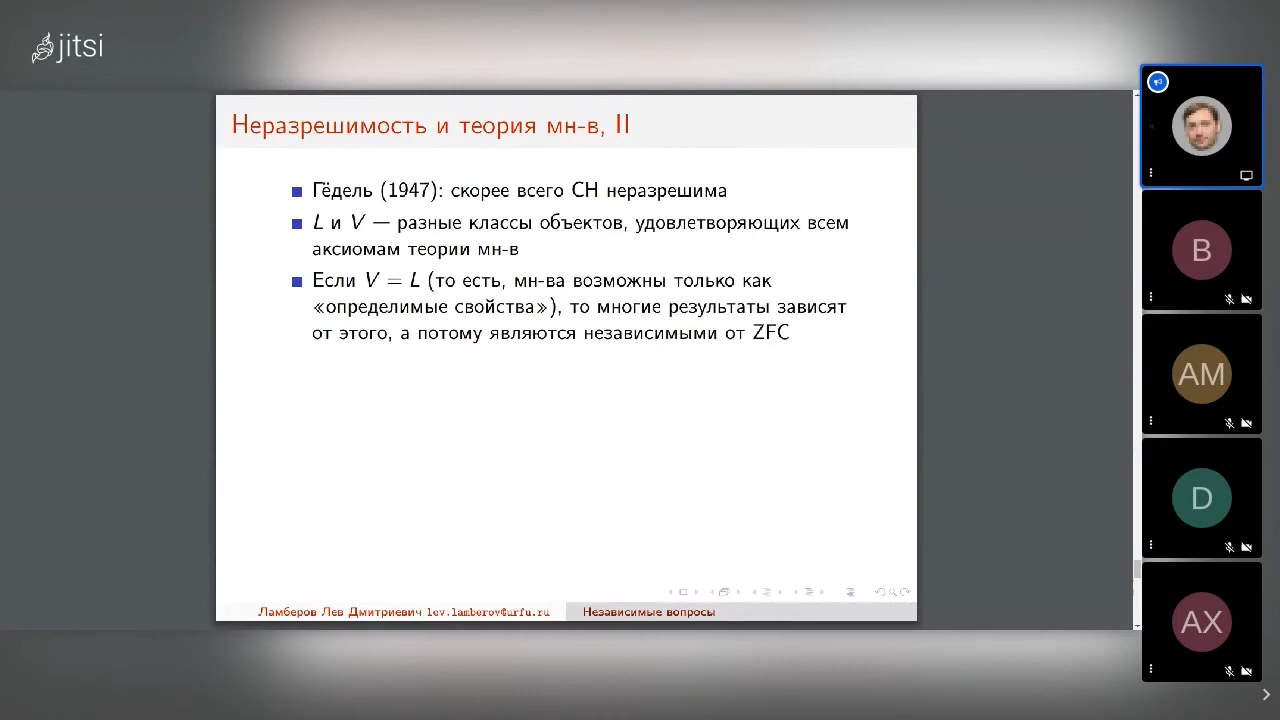 jitsi
Неразрешимость и теория мн-в, II
Гёдель (1947): скорее всего CH неразрешима
L и V — разные классы объектов, удовлетворяющих всем
аксиомам теории мн-в
Если V = L (то есть, мн-ва возможны только как
«определимые свойства»), то многие результаты зависят
от этого, а потому являются независимыми от ZFC
Ламберов Лев Дмитриевич lev.lamberov@urfu.ru
Независимые вопросы
B
AM
D
AX